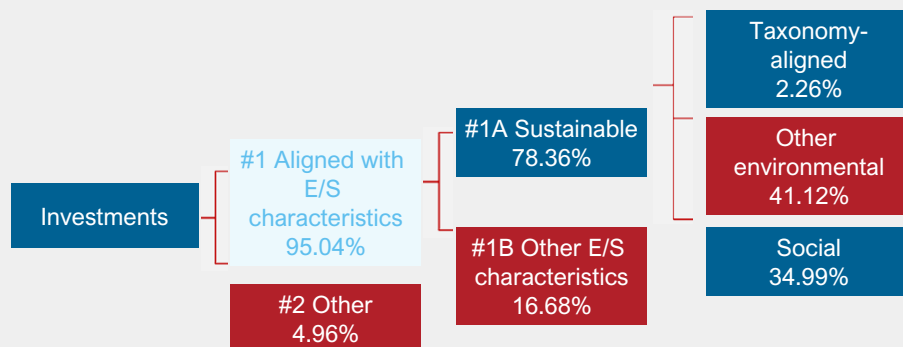 Investments
#1 Aligned with
E/S
characteristics
95.04%
#2 Other
4.96%
#1A Sustainable
78.36%
#1B Other E/S
characteristics
16.68%
Taxonomy-
aligned
2.26%
Other
environmental
41.12%
Social
34.99%